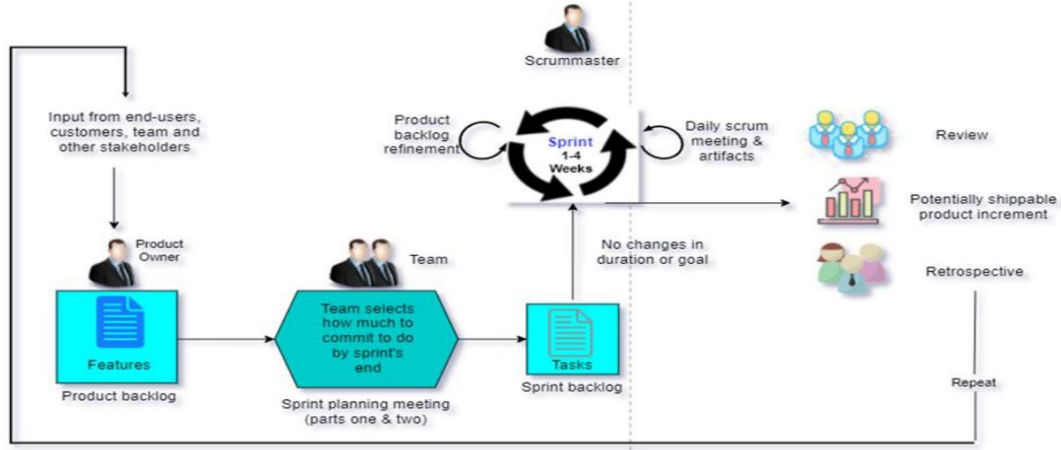 Scrummaster
Input from end-users,
customers, team and
other stakeholders
Product
backlog
refinement
Sprint
1-4
Weeks
Daily scrum
meeting &
artifacts
Review
Potentially shippable
product increment
Retrospective
No changes in
duration or goal
Product
Owner
Features
Product backlog
Team
Team selects
how much to
commit to do
by sprint's
end
Sprint planning meeting
(parts one & two)
Tasks
Sprint backlog
Repeat